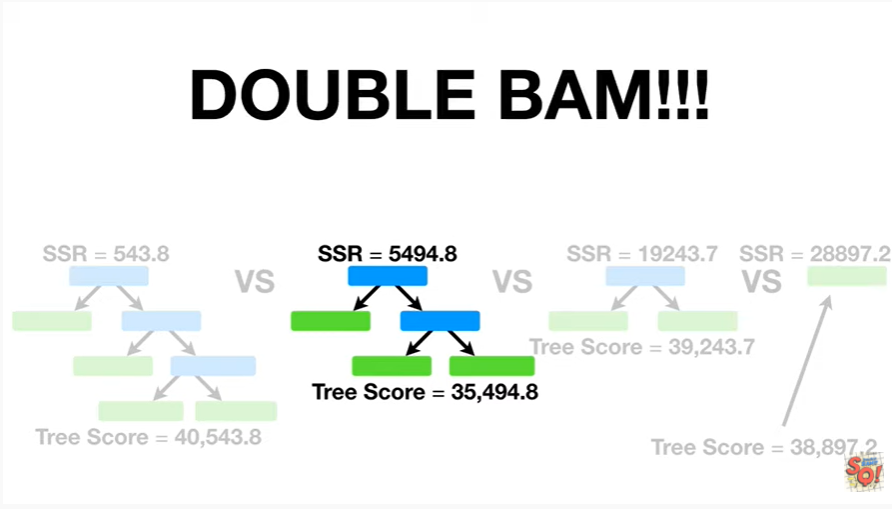 DOUBLE BAM!!!
SSR = 543.8
VS
SSR = 5494.8
VS
SSR = 19243.7
VS
SSR = 28897.2
Tree Score = 40,543.8
Tree Score = 35,494.8
Tree Score = 39,243.7
Tree Score = 38,897.2
SQ!